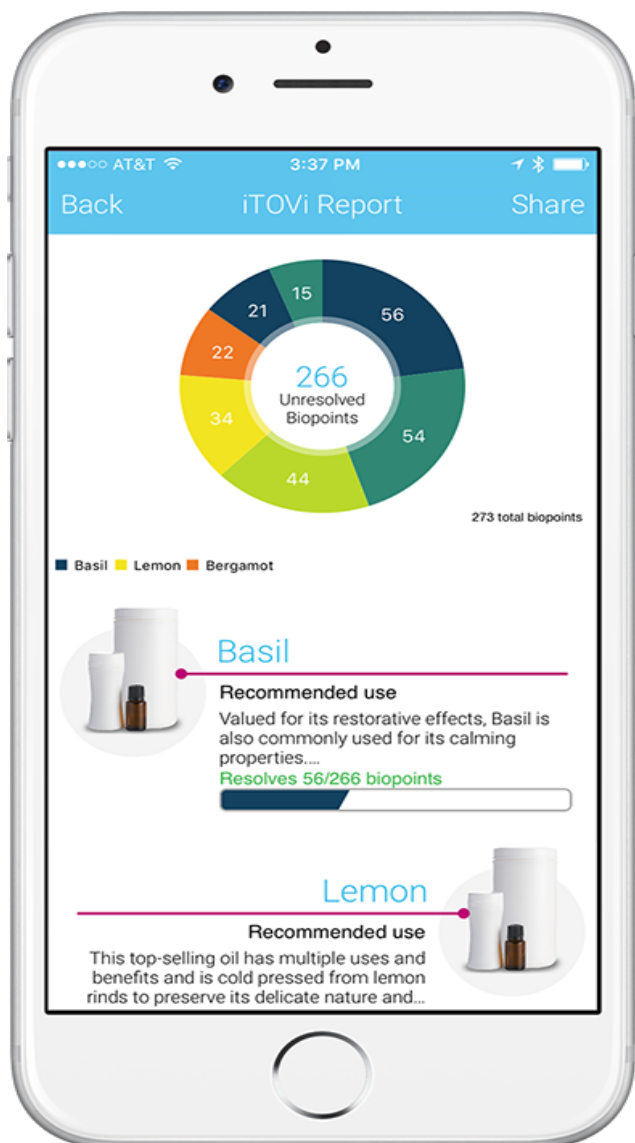 AT&T 3:37 PM
Back iTOVi Report Share
15
21
56
22
266
Unresolved
Biopoints
34
54
44
273 total biopoints
Basil Lemon Bergamot
Basil
Recommended use
Valued for its restorative effects, Basil is
also commonly used for its calming
properties....
Resolves 56/266 biopoints
Lemon
Recommended use
This top-selling oil has multiple uses and
benefits and is cold pressed from lemon
rinds to preserve its delicate nature and...